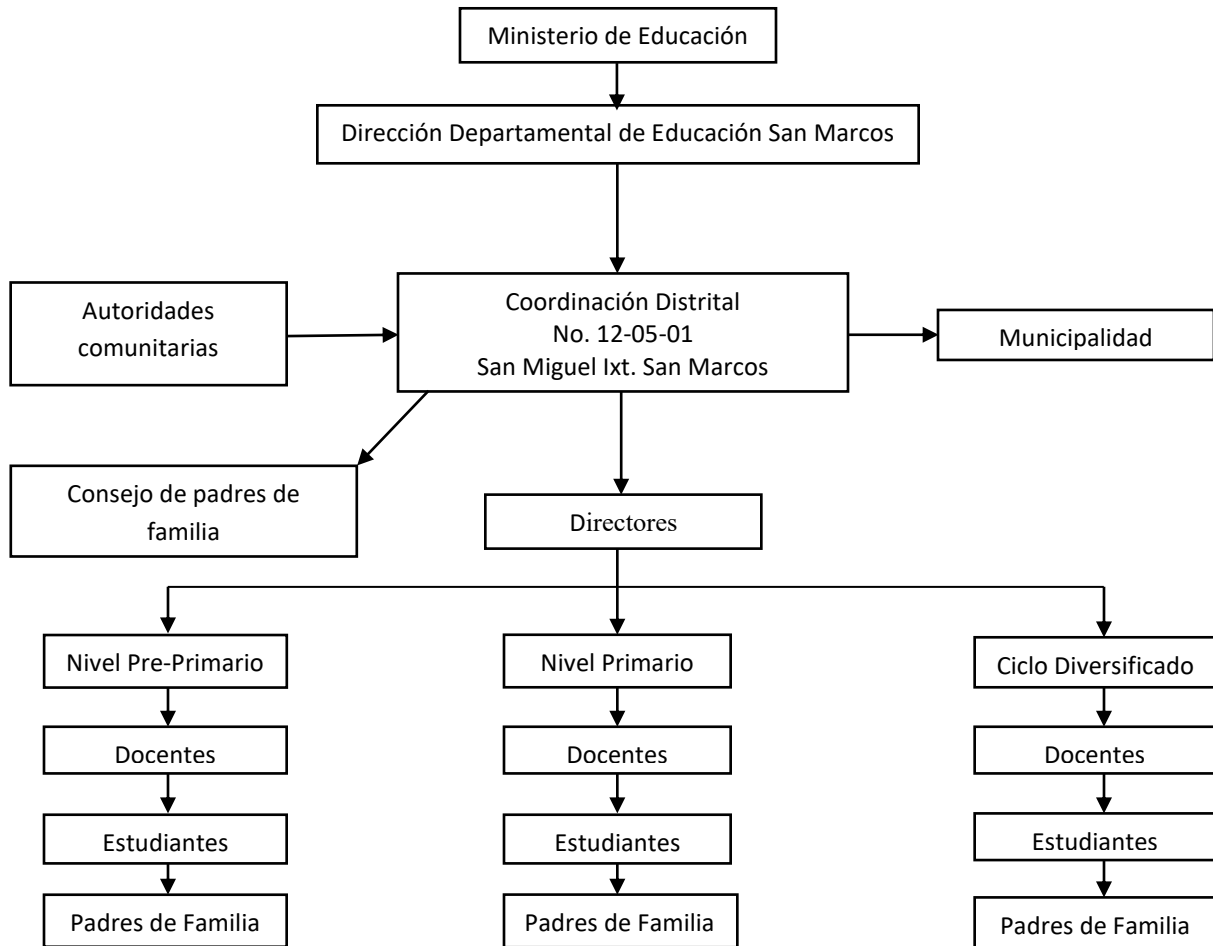 Ministerio de Educación
Dirección Departamental de Educación San Marcos
Autoridades
comunitarias
Coordinación Distrital
No. 12-05-01
San Miguel Ixt. San Marcos
Municipalidad
Consejo de padres de
familia
Directores
Nivel Pre-Primario
Nivel Primario
Ciclo Diversificado
Docentes
Docentes
Docentes
Estudiantes
Estudiantes
Estudiantes
Padres de Familia
Padres de Familia
Padres de Familia